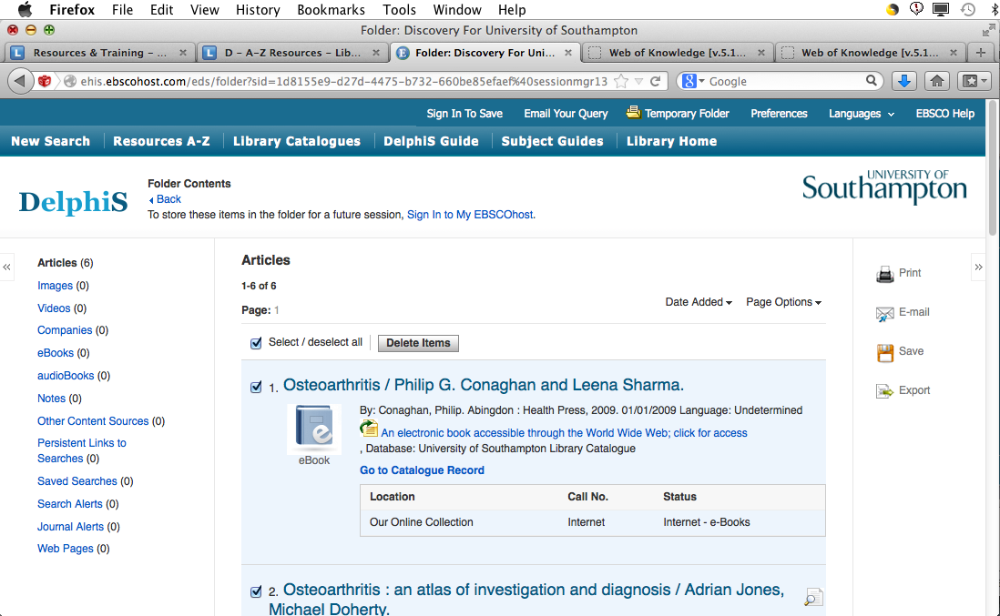 Firefox File Edit View History Bookmarks Tools Window Help
Folder: Discovery For University of Southampton
L Resources & Training – ... × L D – A-Z Resources – Lib... × E Folder: Discovery For Uni... × Web of Knowledge [v.5.1... × Web of Knowledge [v.5.1... × +
ehis.ebscohost.com/eds/folder?sid=1d8155e9-d27d-4475-b732-660be85efaef%40sessionmgr13 8 Google
Sign In To Save Email Your Query Temporary Folder Preferences Languages EBSCO Help
New Search Resources A-Z Library Catalogues DelphiS Guide Subject Guides Library Home
DelphiS
Folder Contents
Back
To store these items in the folder for a future session, Sign In to My EBSCOhost.
UNIVERSITY OF
Southampton
«
Articles (6)
Images (0)
Videos (0)
Companies (0)
eBooks (0)
audioBooks (0)
Notes (0)
Other Content Sources (0)
Persistent Links to
Searches (0)
Saved Searches (0)
Search Alerts (0)
Journal Alerts (0)
Web Pages (0)
Articles
1-6 of 6
Page: 1
Date Added Page Options
Select / deselect all Delete Items
1. Osteoarthritis / Philip G. Conaghan and Leena Sharma.
eBook
By: Conaghan, Philip. Abingdon : Health Press, 2009. 01/01/2009 Language: Undetermined
An electronic book accessible through the World Wide Web; click for access
, Database: University of Southampton Library Catalogue
Go to Catalogue Record
Location Call No. Status
Our Online Collection Internet Internet - e-Books
2. Osteoarthritis : an atlas of investigation and diagnosis / Adrian Jones,
Michael Doherty.
»
Print
E-mail
Save
Export